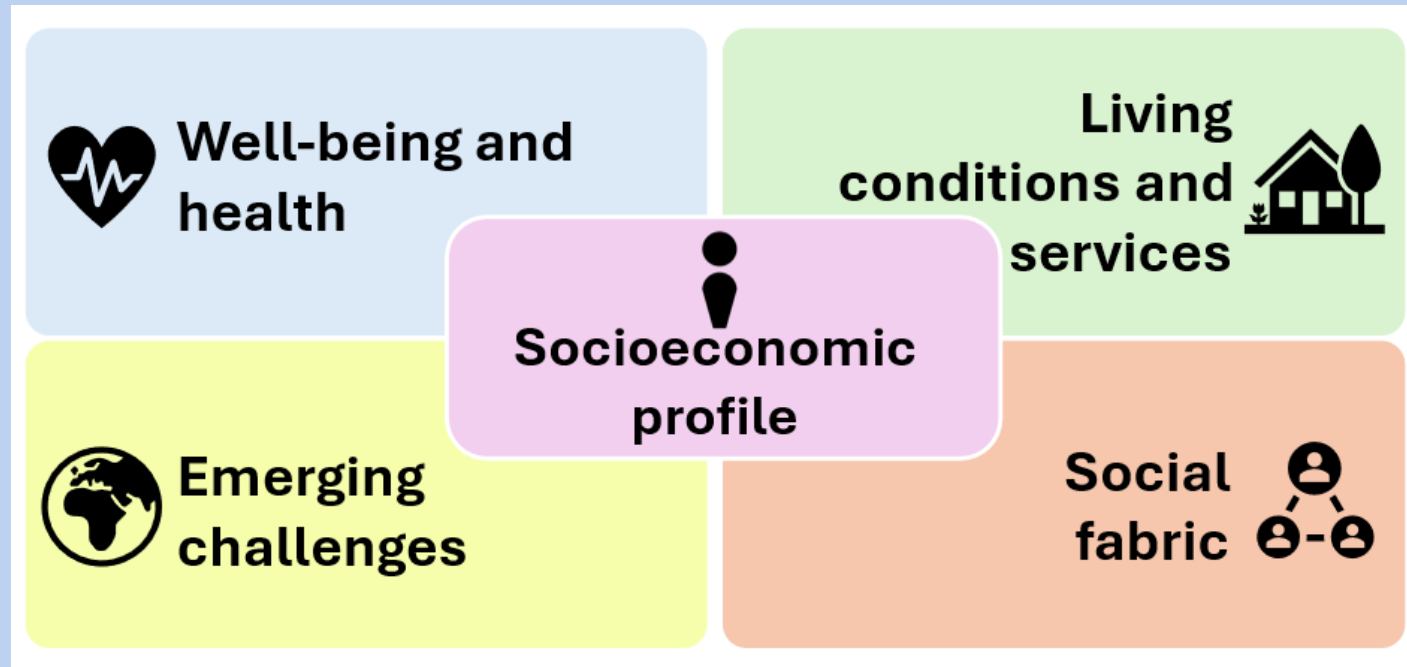 Well-being and
health
Living
conditions and
services
Socioeconomic
profile
Emerging
challenges
Social
fabric